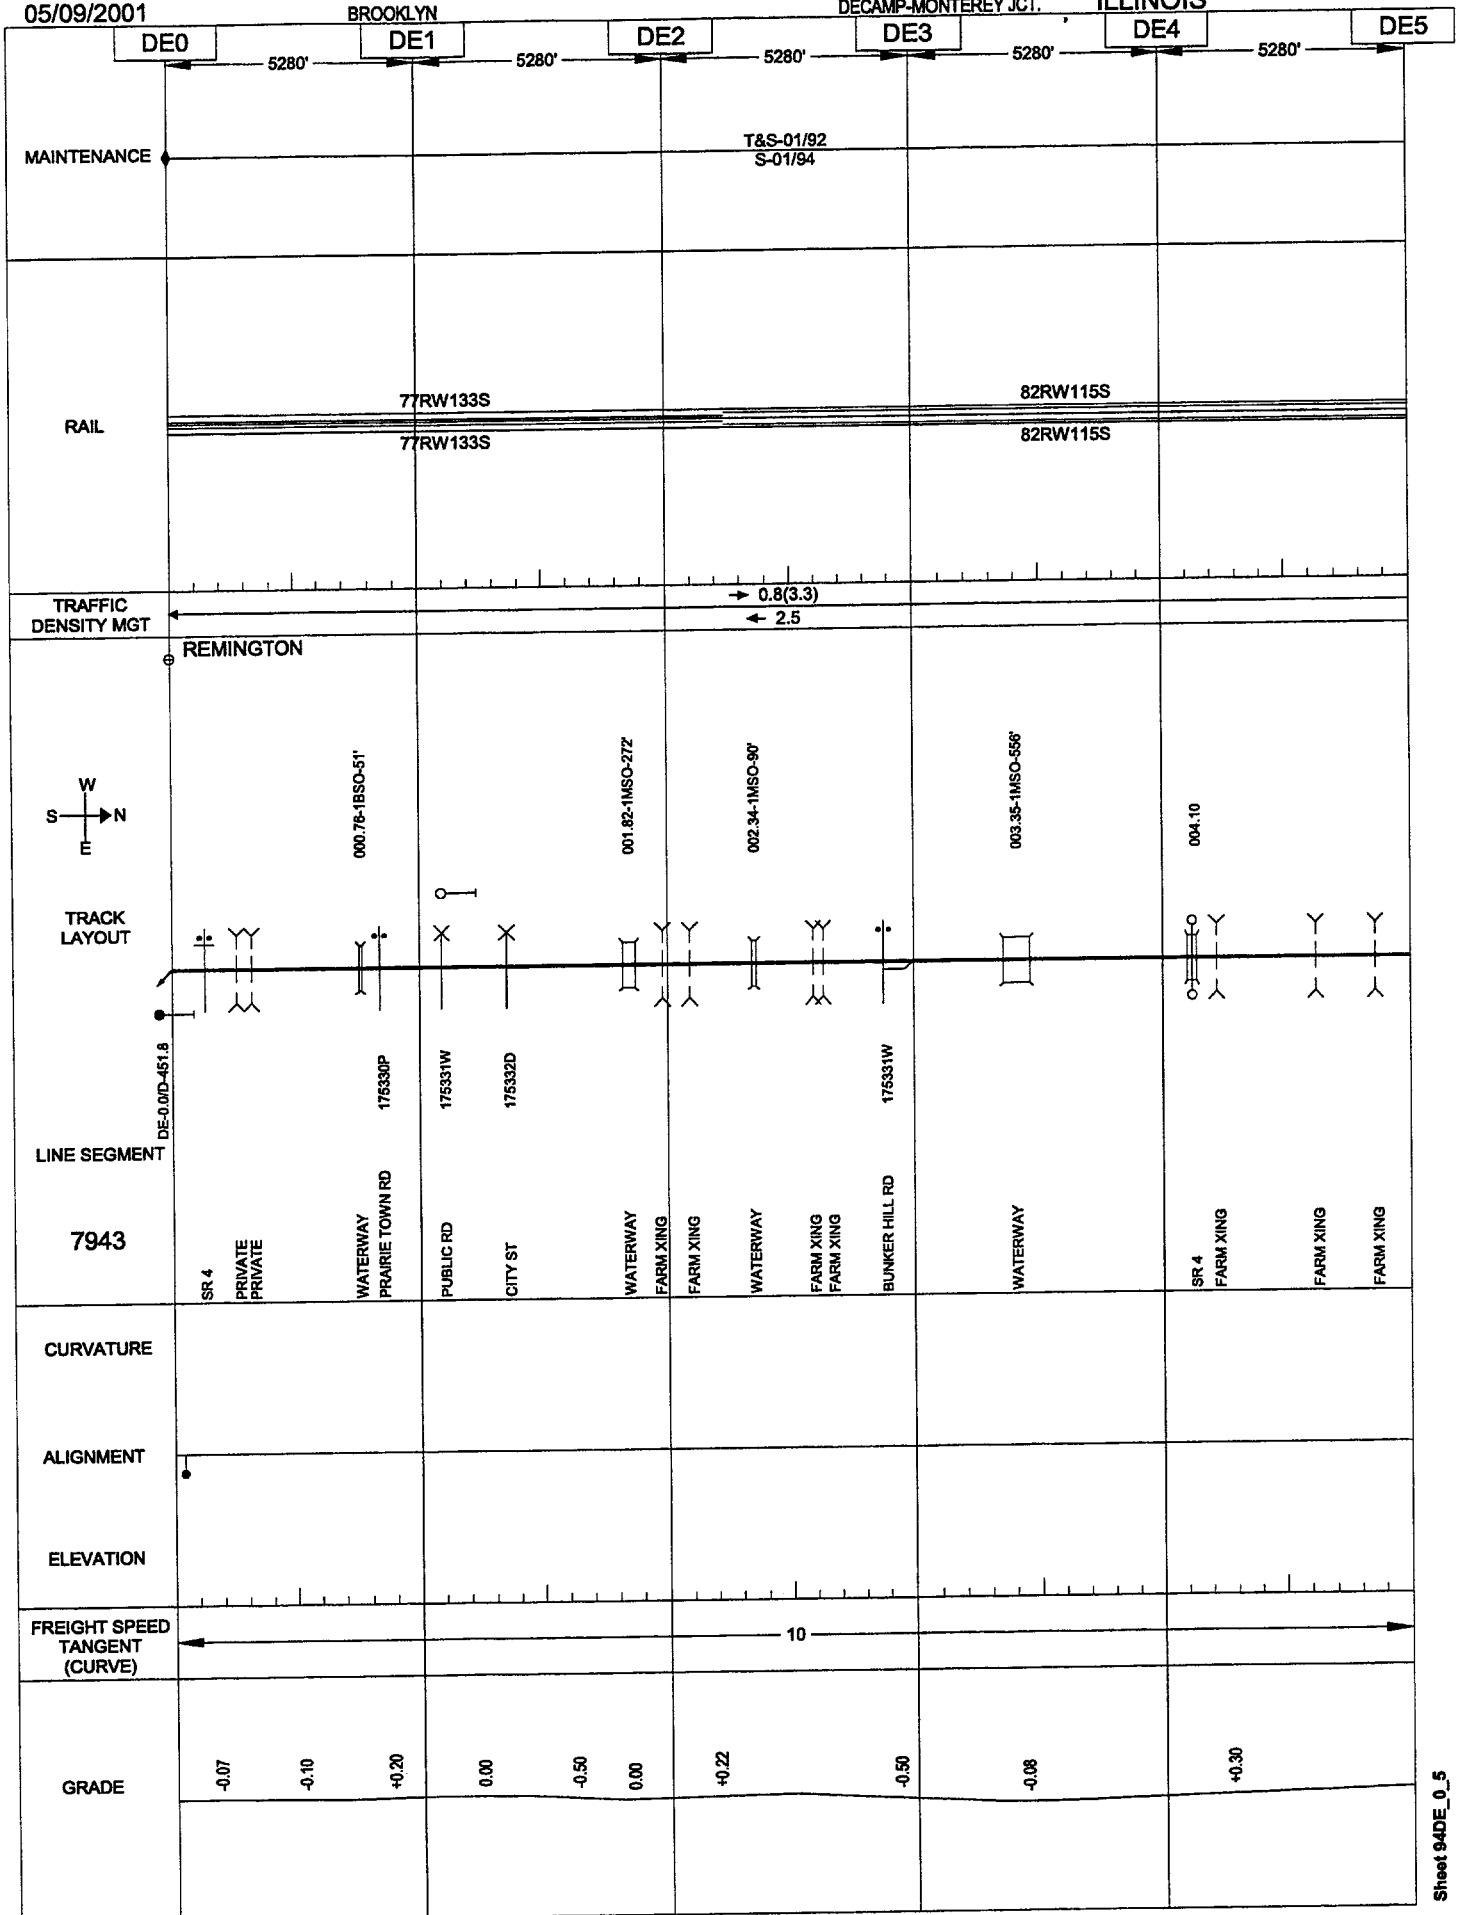 05/09/2001
BROOKLYN
DECAMP-MONTEREY JCT.
ILLINOIS
DE0
DE1
DE2
DE3
DE4
DE5
5280'
5280'
5280'
5280'
5280'
MAINTENANCE
T&S-01/92
S-01/94
RAIL
77RW133S
82RW115S
77RW133S
82RW115S
TRAFFIC
DENSITY MGT
0.8(3.3)
2.5
REMINGTON
W
S
N
E
000.76-1BSO-51'
001.82-1MSO-272'
002.34-1MSO-90'
003.35-1MSO-556'
004.10
TRACK
LAYOUT
DE-0.0/D-451.8
175330P
175331W
175332D
175331W
LINE SEGMENT
7943
SR 4
PRIVATE
PRIVATE
WATERWAY
PRAIRIE TOWN RD
PUBLIC RD
CITY ST
WATERWAY
FARM XING
FARM XING
WATERWAY
FARM XING
FARM XING
BUNKER HILL RD
WATERWAY
SR 4
FARM XING
FARM XING
FARM XING
CURVATURE
ALIGNMENT
ELEVATION
FREIGHT SPEED
TANGENT
(CURVE)
10
GRADE
-0.07
-0.10
+0.20
0.00
-0.50
0.00
+0.22
-0.50
-0.08
+0.30
Sheet 94DE_0_5